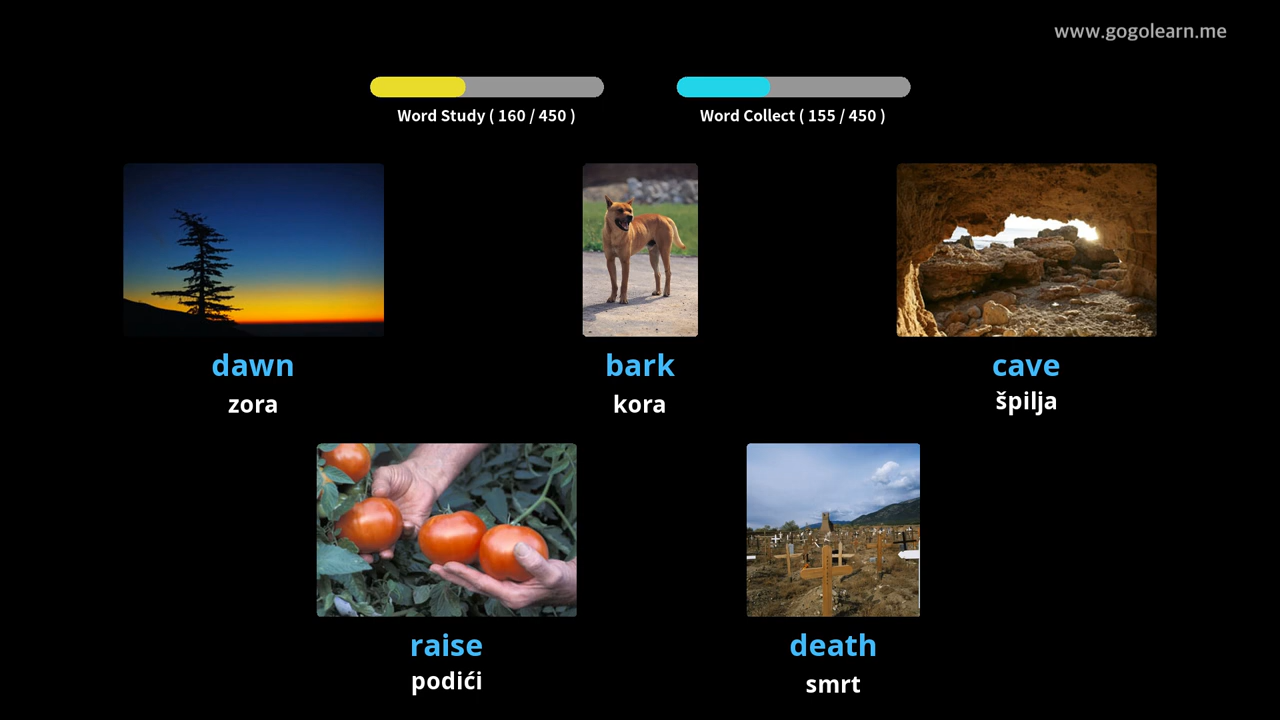 www.gogolearn.me
Word Study ( 160 / 450 )
Word Collect ( 155 / 450 )
dawn
zora
bark
kora
cave
špilja
raise
podići
death
smrt